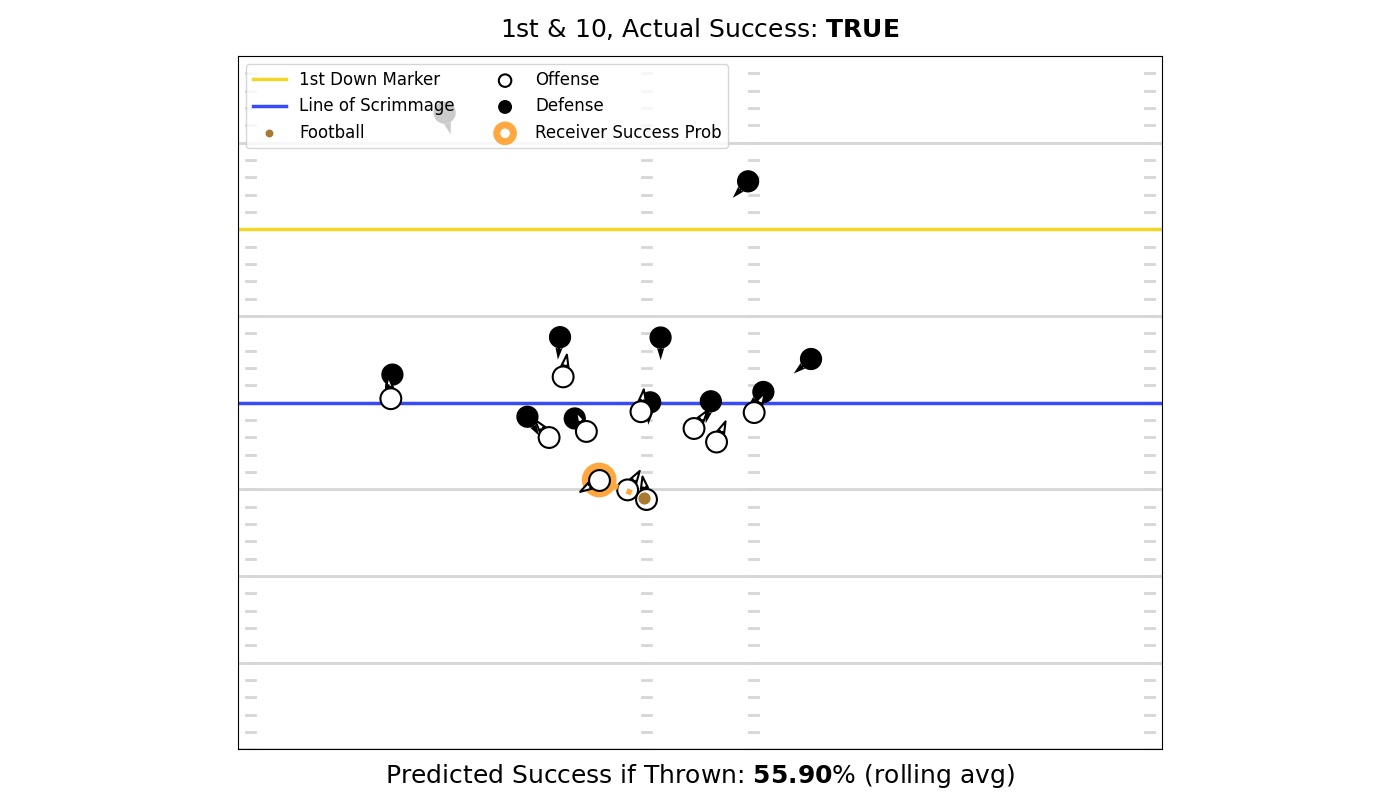 1st & 10, Actual Success: TRUE
1st Down Marker
Line of Scrimmage
Football
Offense
Defense
Receiver Success Prob
Predicted Success if Thrown: 55.90% (rolling avg)